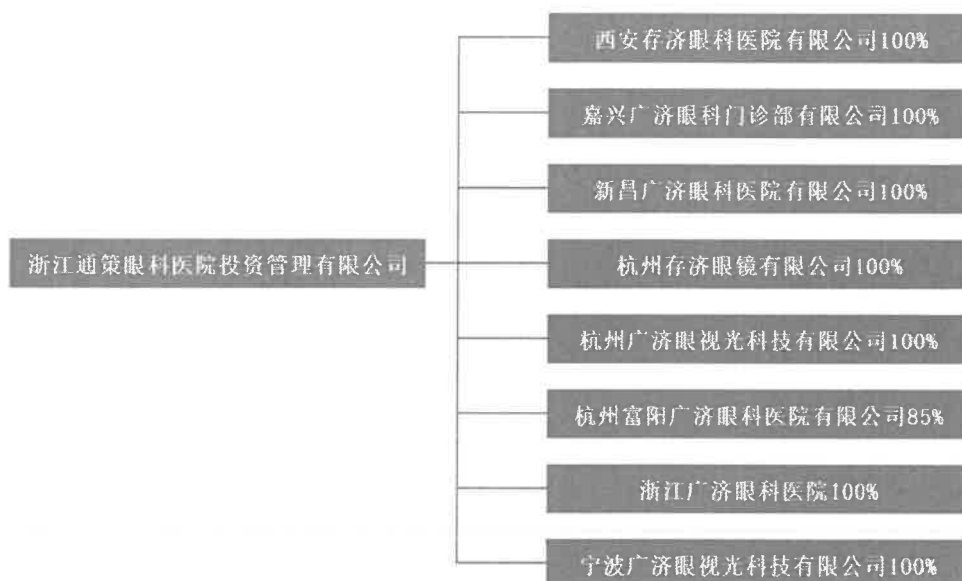 西安存济眼科医院有限公司100%
嘉兴广济眼科门诊部有限公司100%
新昌广济眼科医院有限公司100%
浙江通策眼科医院投资管理有限公司
杭州存济眼镜有限公司100%
杭州广济眼视光科技有限公司100%
杭州富阳广济眼科医院有限公司85%
浙江广济眼科医院100%
宁波广济眼视光科技有限公司100%